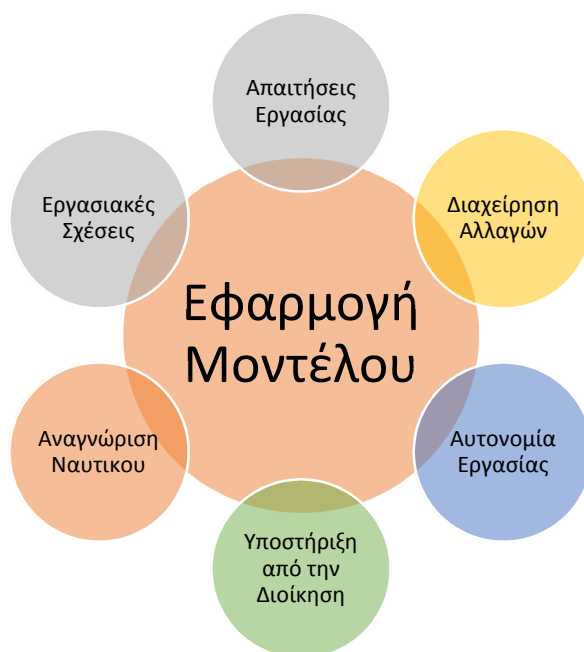 Απαιτήσεις
Εργασίας
Εργασιακές
Σχέσεις
Διαχείρηση
Αλλαγών
Εφαρμογή
Μοντέλου
Αναγνώριση
Ναυτικου
Αυτονομία
Εργασίας
Υποστήριξη
από την
Διοίκηση